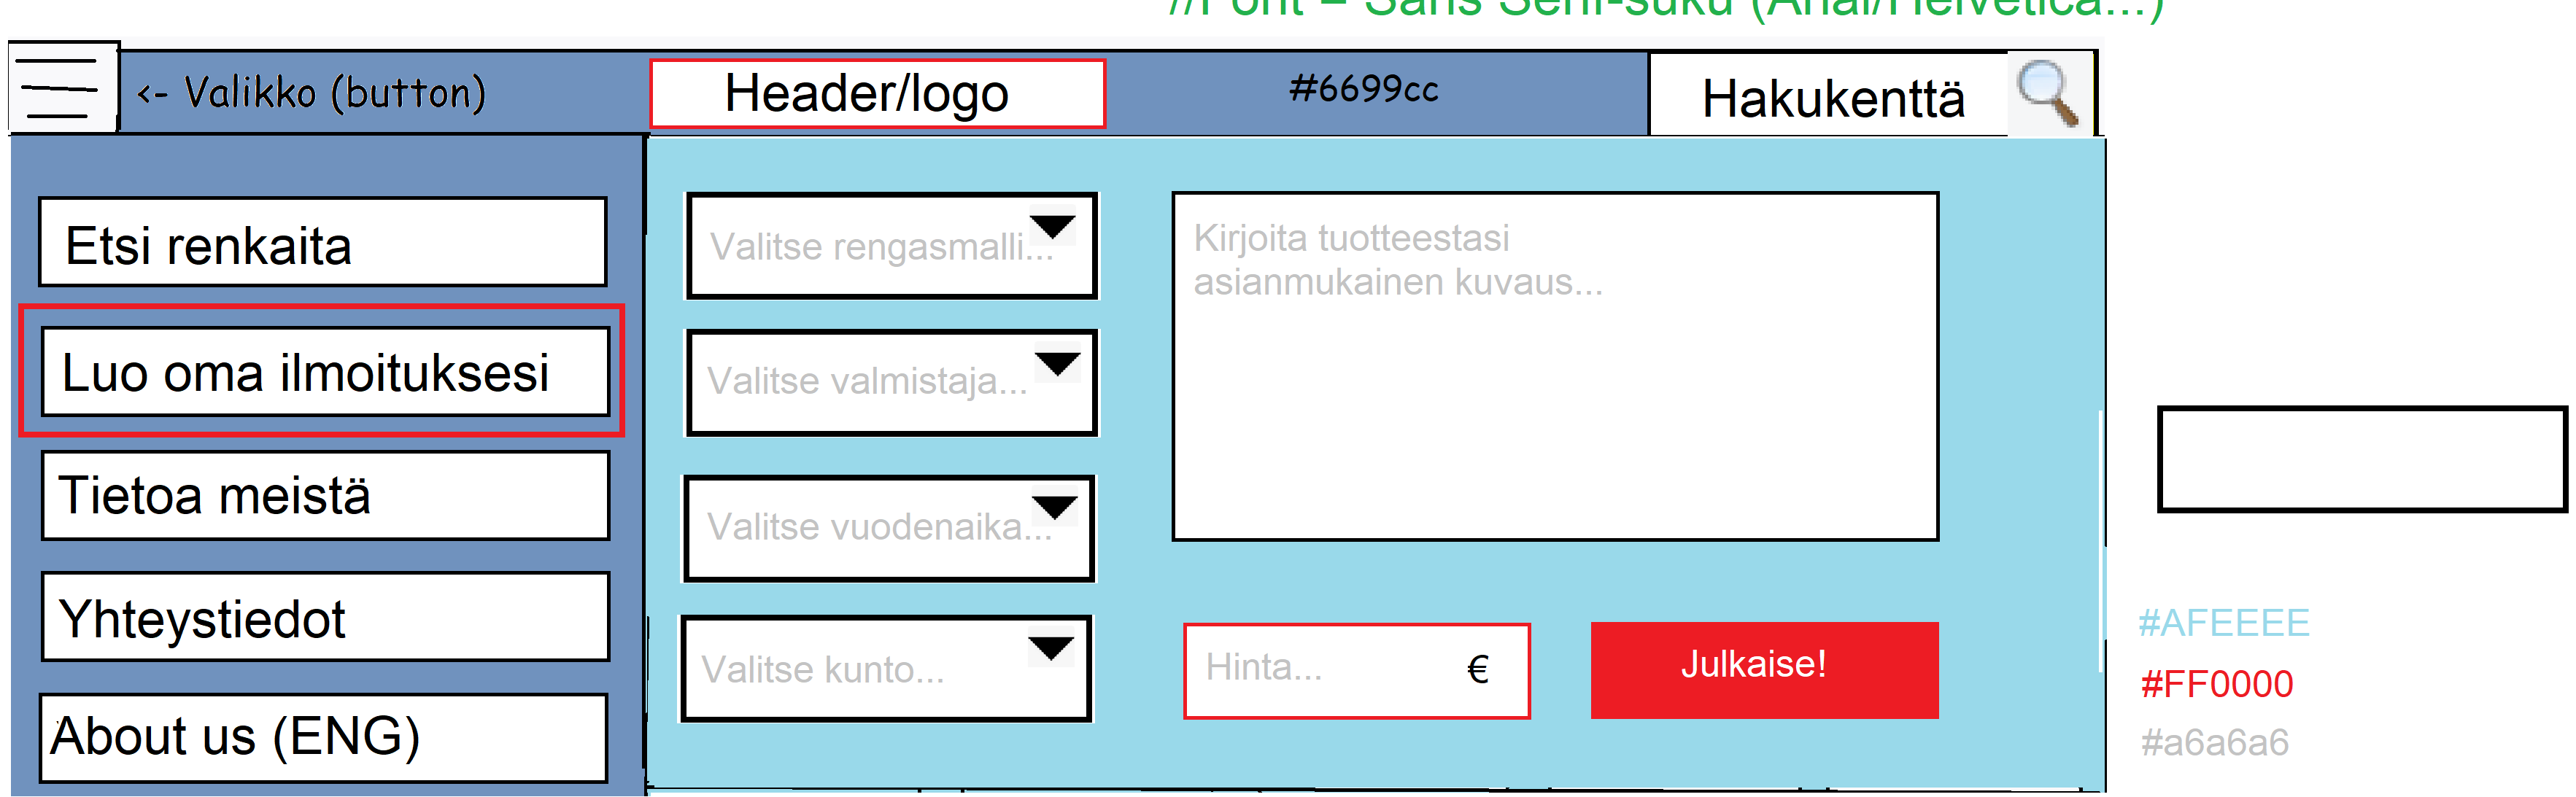 //Font = Sans Serif-suku (Arial/Helvetica...)
<- Valikko (button)
Header/logo
#6699cc
Hakukenttä
Etsi renkaita
Luo oma ilmoituksesi
Tietoa meistä
Yhteystiedot
About us (ENG)
Valitse rengasmalli...
Valitse valmistaja...
Valitse vuodenaika...
Valitse kunto...
Kirjoita tuotteestasi
asianmukainen kuvaus...
Hinta... €
Julkaise!
#AFEEEE
#FF0000
#a6a6a6